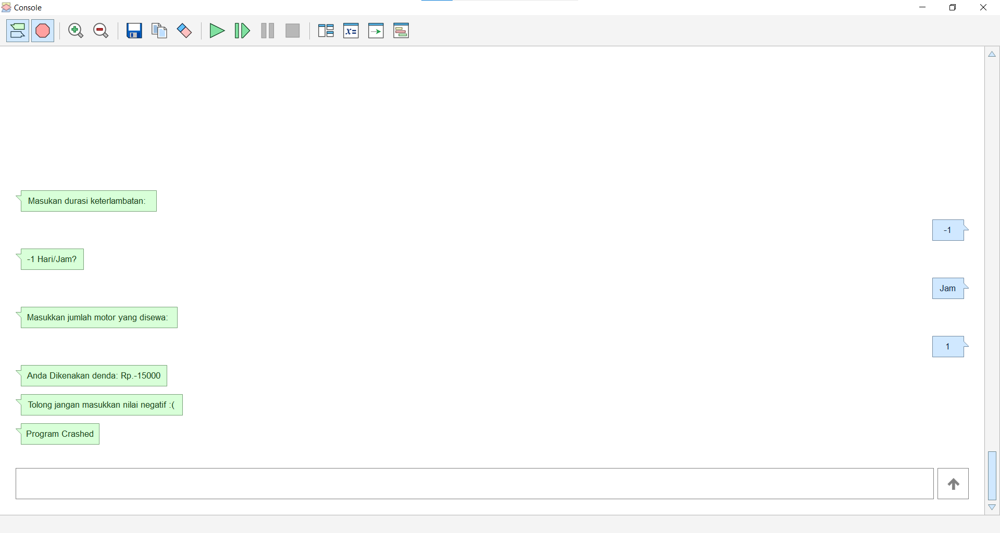 Console
x=
Masukan durasi keterlambatan:
-1
-1 Hari/Jam?
Jam
Masukkan jumlah motor yang disewa:
1
Anda Dikenakan denda: Rp.-15000
Tolong jangan masukkan nilai negatif :(
Program Crashed